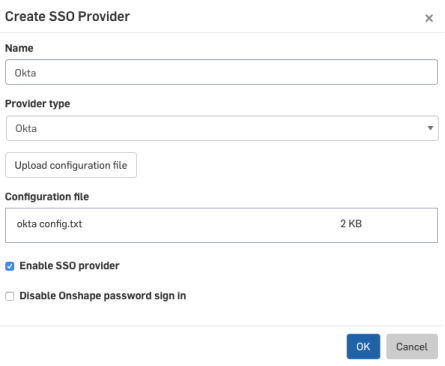 Create SSO Provider
Name
Okta
Provider type
Okta
Upload configuration file
Configuration file
okta config.txt 2 KB
Enable SSO provider
Disable Onshape password sign in
OK Cancel